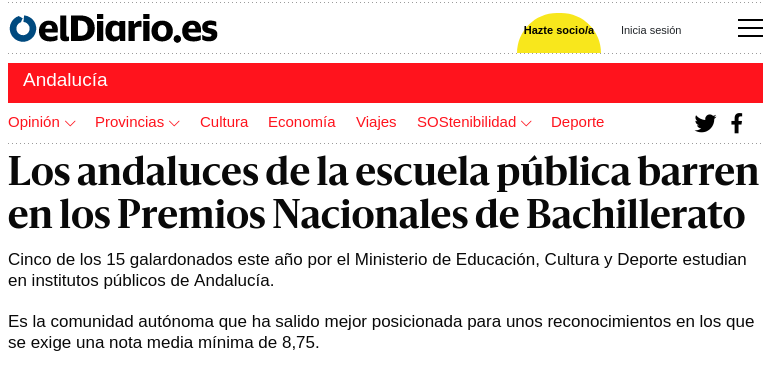 elDiario.es
Hazte socio/a
Inicia sesión
Andalucía
Opinión Provincias Cultura Economía Viajes SOStenibilidad Deporte
Los andaluces de la escuela pública barren
en los Premios Nacionales de Bachillerato
Cinco de los 15 galardonados este año por el Ministerio de Educación, Cultura y Deporte estudian
en institutos públicos de Andalucía.
Es la comunidad autónoma que ha salido mejor posicionada para unos reconocimientos en los que
se exige una nota media mínima de 8,75.